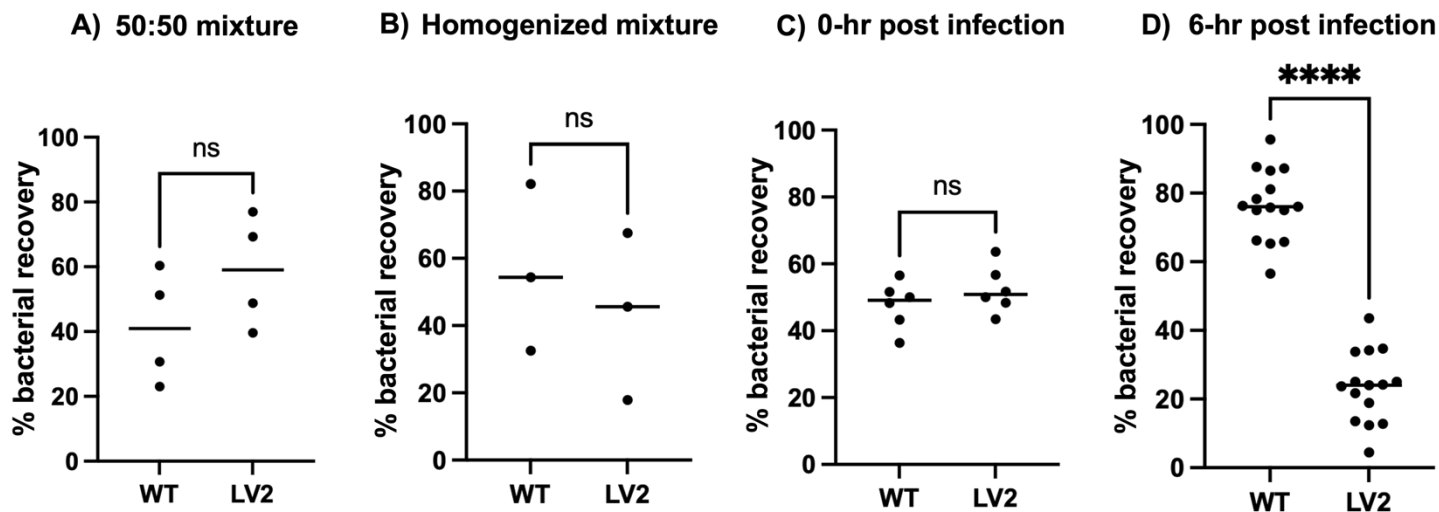 A) 50:50 mixture
% bacterial recovery
100
80
60
40
20
0
ns
WT LV2
B) Homogenized mixture
% bacterial recovery
100
80
60
40
20
0
ns
WT LV2
C) 0-hr post infection
% bacterial recovery
100
80
60
40
20
0
ns
WT LV2
D) 6-hr post infection
% bacterial recovery
100
80
60
40
20
0
****
WT LV2